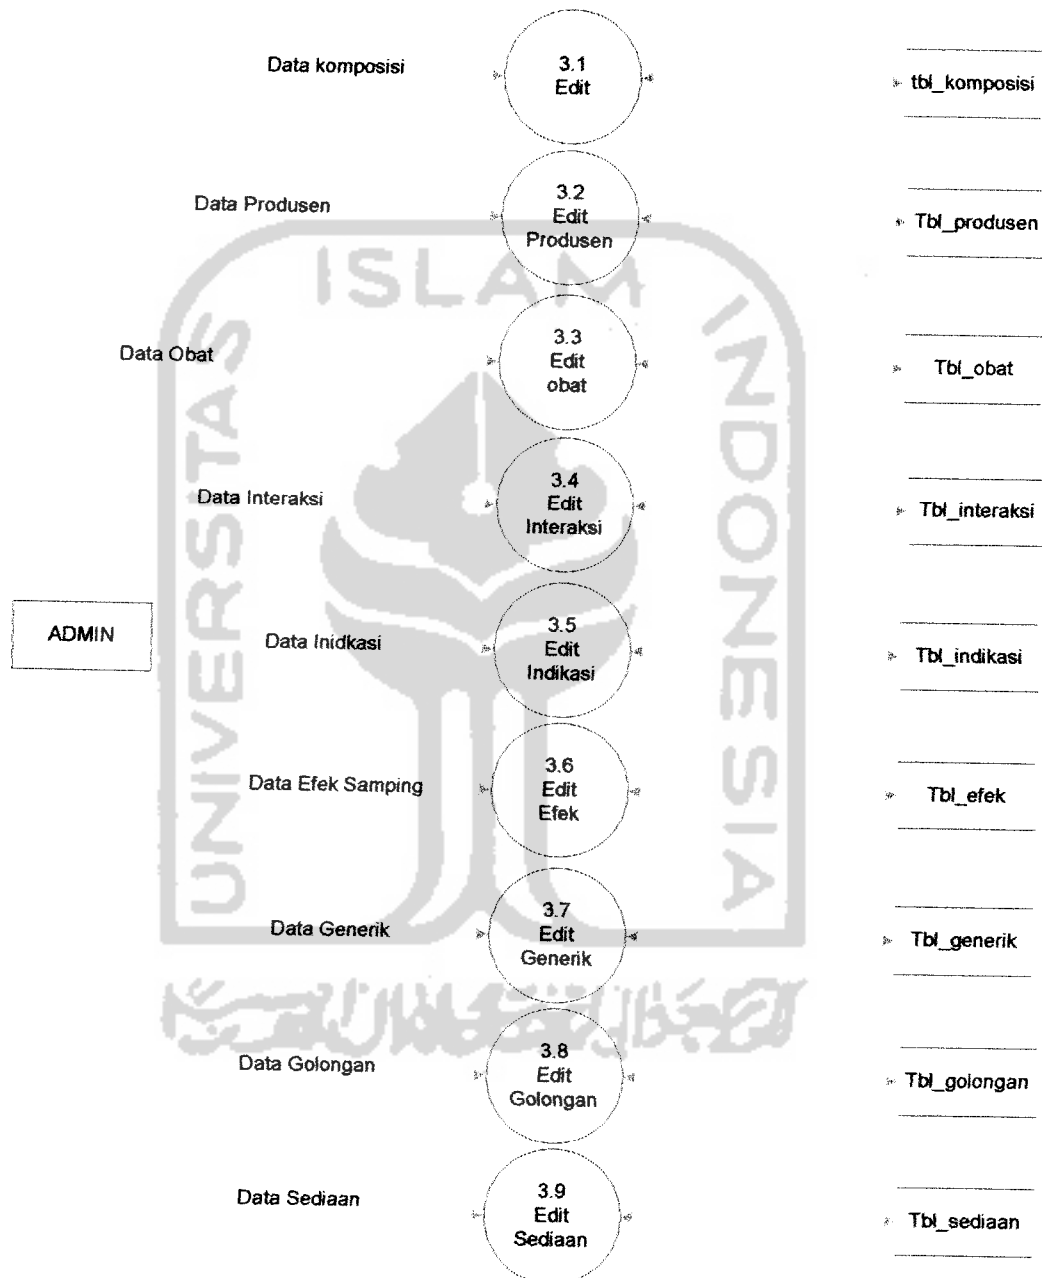 Data komposisi
3.1
Edit
tbl_komposisi
Data Produsen
3.2
Edit
Produsen
Tbl_produsen
ISLAM
UNIVERSITAS
INDONESIA
Data Obat
3.3
Edit
obat
Tbl_obat
Data Interaksi
3.4
Edit
Interaksi
Tbl_interaksi
ADMIN
Data Inidkasi
3.5
Edit
Indikasi
Tbl_indikasi
Data Efek Samping
3.6
Edit
Efek
Tbl_efek
Data Generik
3.7
Edit
Generik
Tbl_generik
Data Golongan
3.8
Edit
Golongan
Tbl_golongan
Data Sediaan
3.9
Edit
Sediaan
Tbl_sediaan